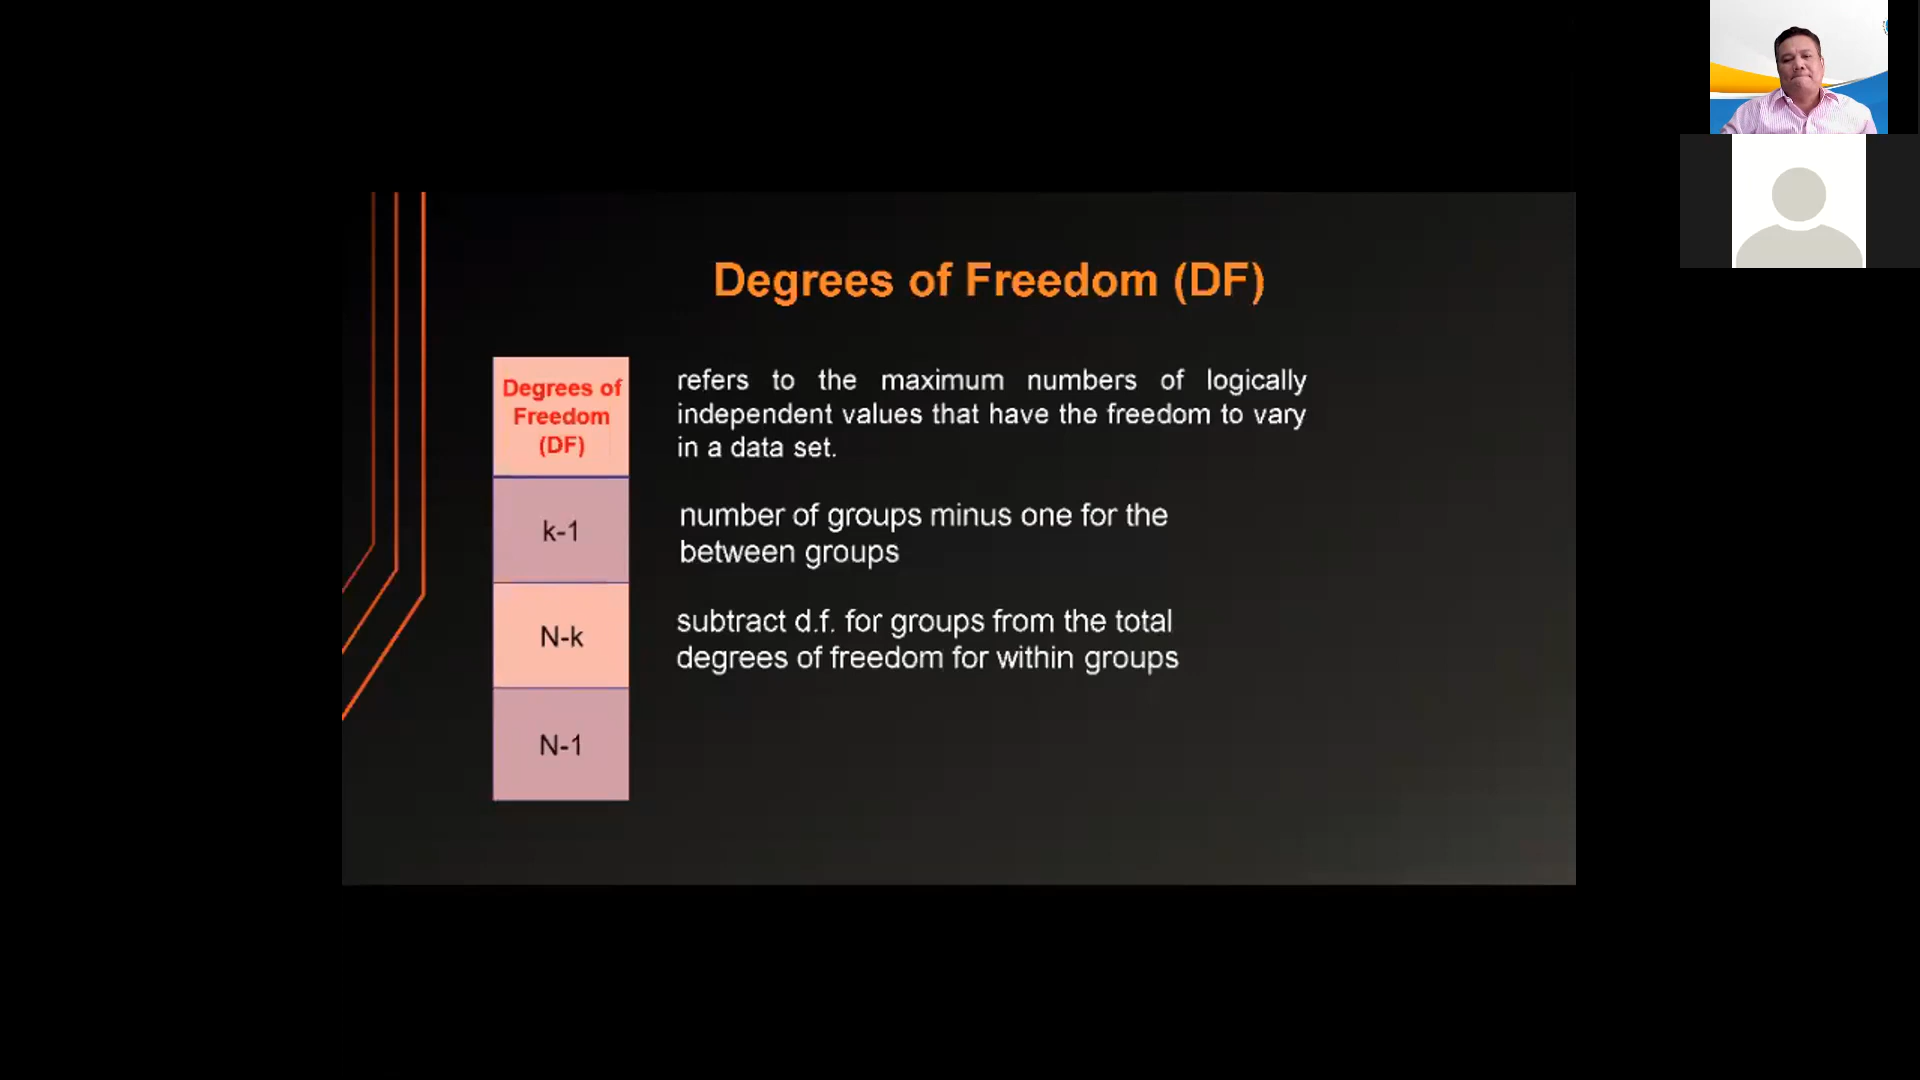 Degrees of Freedom (DF)
Degrees of
Freedom
(DF)
refers to the maximum numbers of logically
independent values that have the freedom to vary
in a data set.
k-1
number of groups minus one for the
between groups
N-k
subtract d.f. for groups from the total
degrees of freedom for within groups
N-1